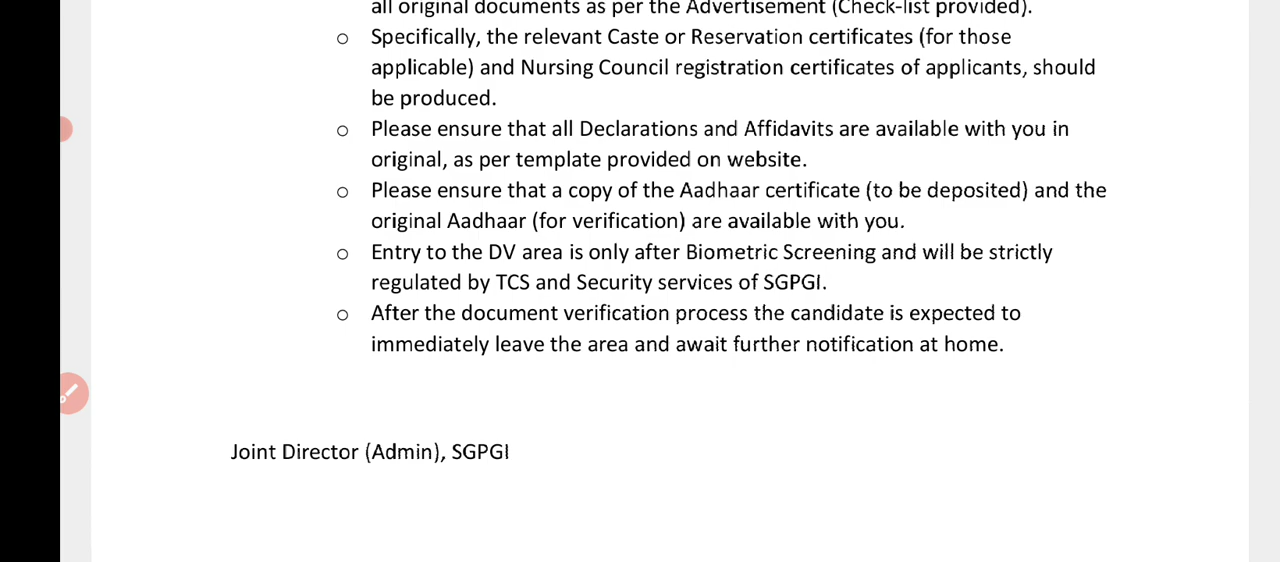 all original documents as per the Advertisement (Check-list provided).
o Specifically, the relevant Caste or Reservation certificates (for those
applicable) and Nursing Council registration certificates of applicants, should
be produced.
o Please ensure that all Declarations and Affidavits are available with you in
original, as per template provided on website.
o Please ensure that a copy of the Aadhaar certificate (to be deposited) and the
original Aadhaar (for verification) are available with you.
o Entry to the DV area is only after Biometric Screening and will be strictly
regulated by TCS and Security services of SGPGI.
o After the document verification process the candidate is expected to
immediately leave the area and await further notification at home.
Joint Director (Admin), SGPGI